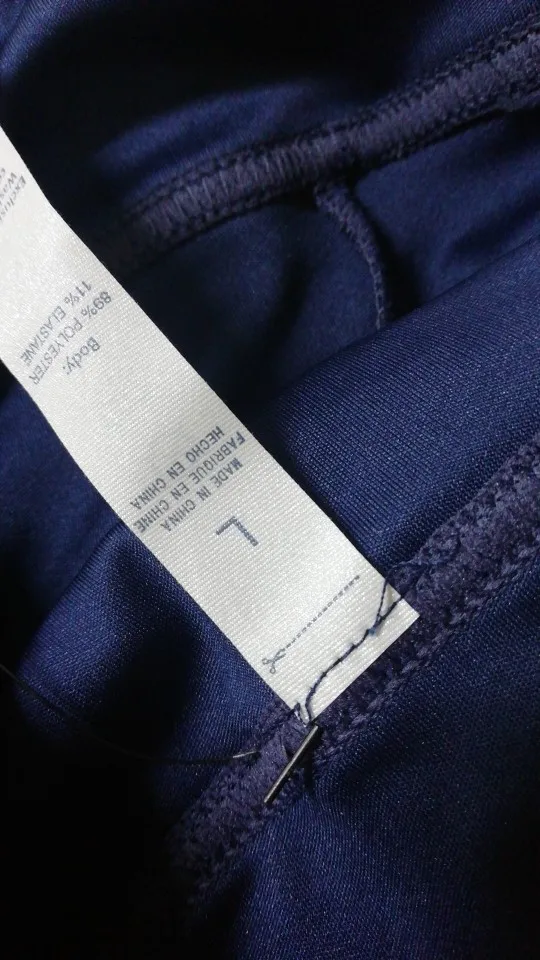 L
MADE IN CHINA
FABRIQUE EN CHINE
HECHO EN CHINA
Body:
89% POLYESTER
11% ELASTANE